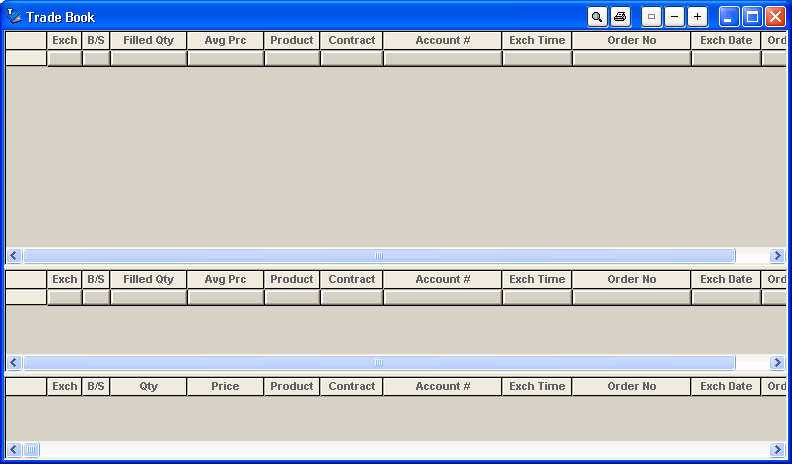 Trade Book
Exch B/S Filled Qty Avg Prc Product Contract Account # Exch Time Order No Exch Date Ord
Exch B/S Filled Qty Avg Prc Product Contract Account # Exch Time Order No Exch Date Ord
Exch B/S Qty Price Product Contract Account # Exch Time Order No Exch Date Ord